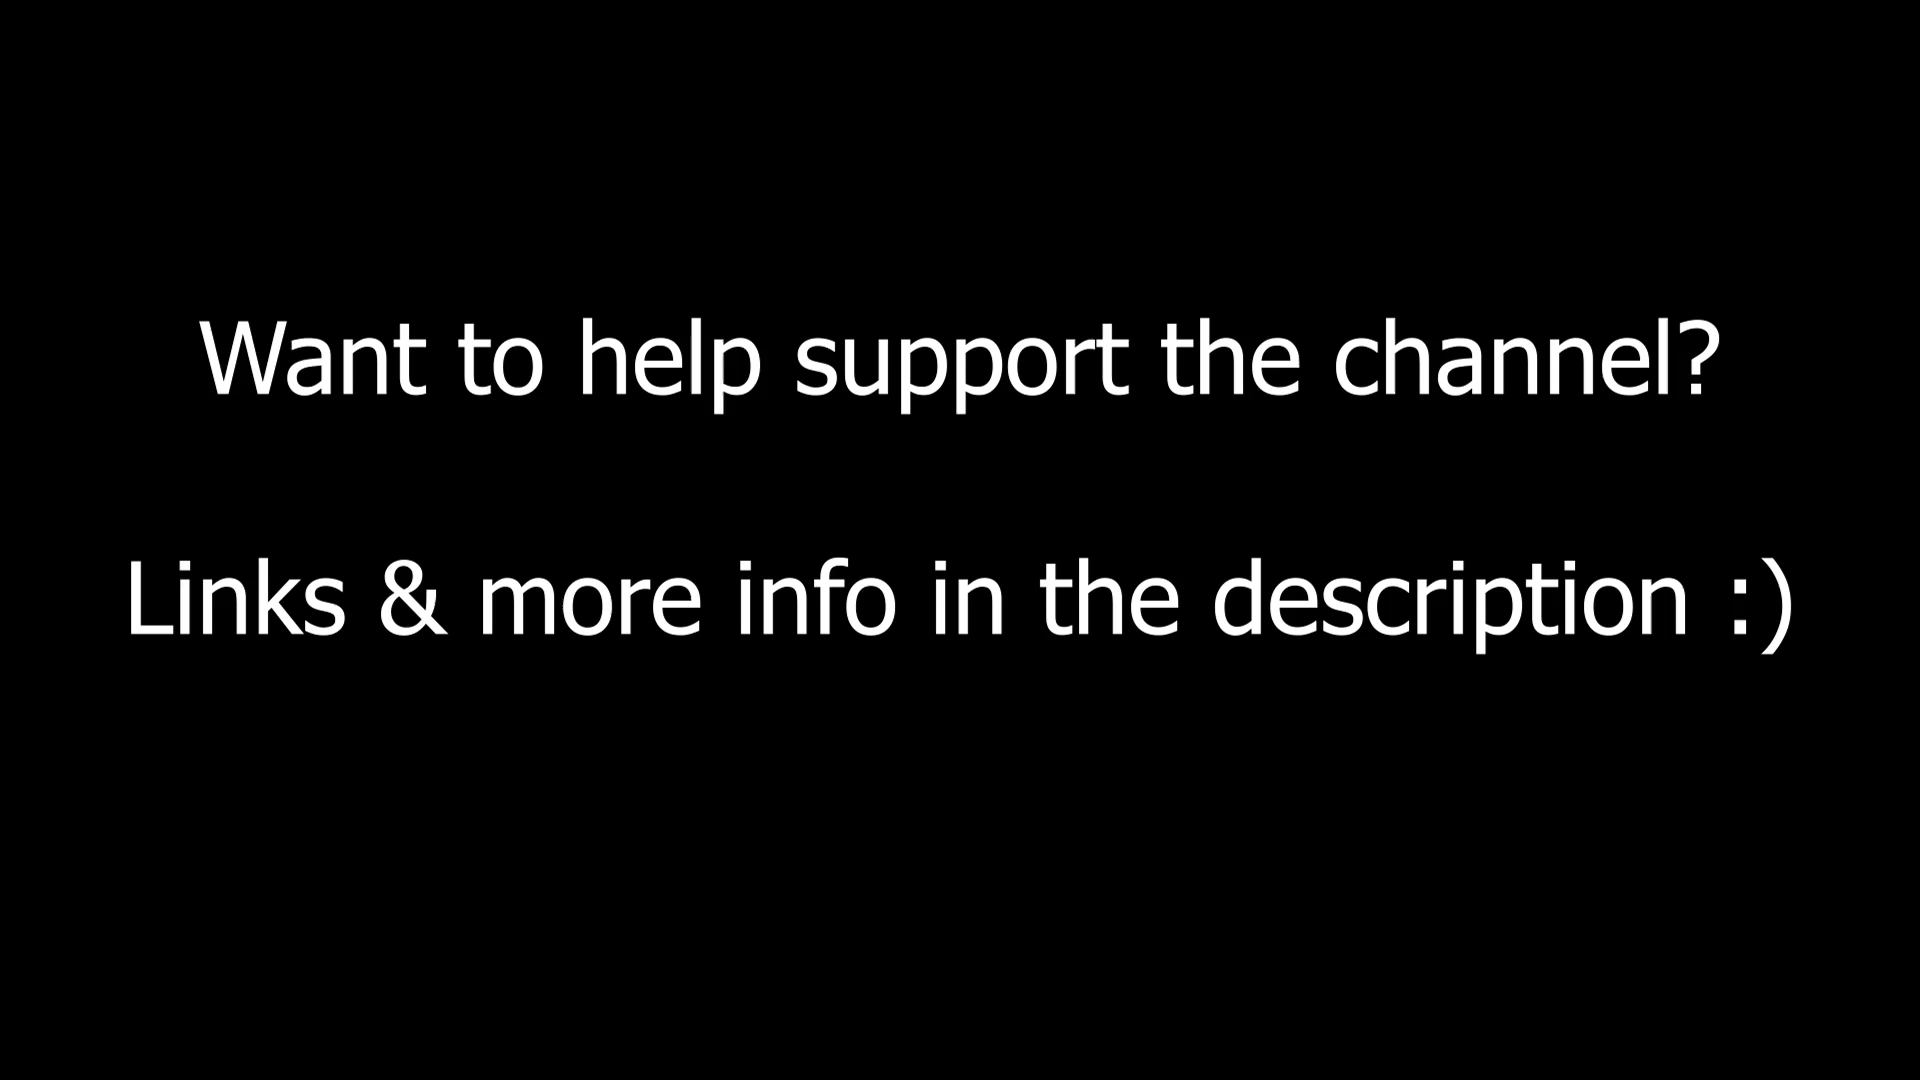 Want to help support the channel?
Links & more info in the description :)